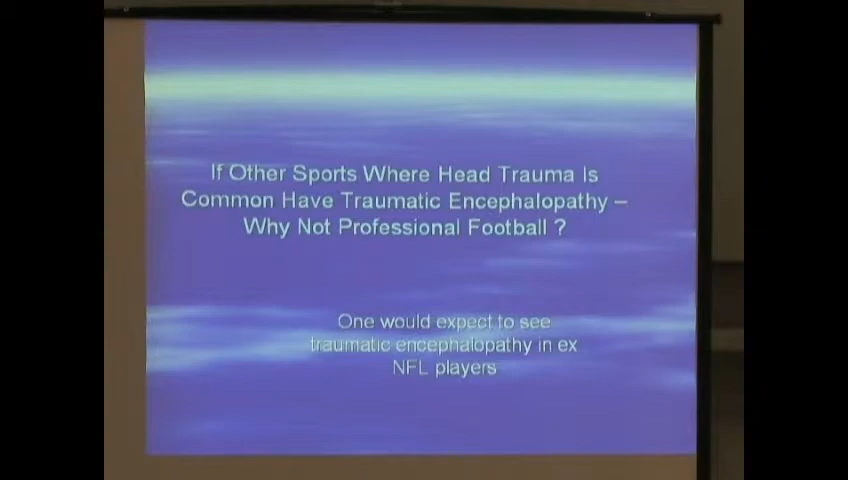 If Other Sports Where Head Trauma Is
Common Have Traumatic Encephalopathy –
Why Not Professional Football ?
One would expect to see
traumatic encephalopathy in ex
NFL players